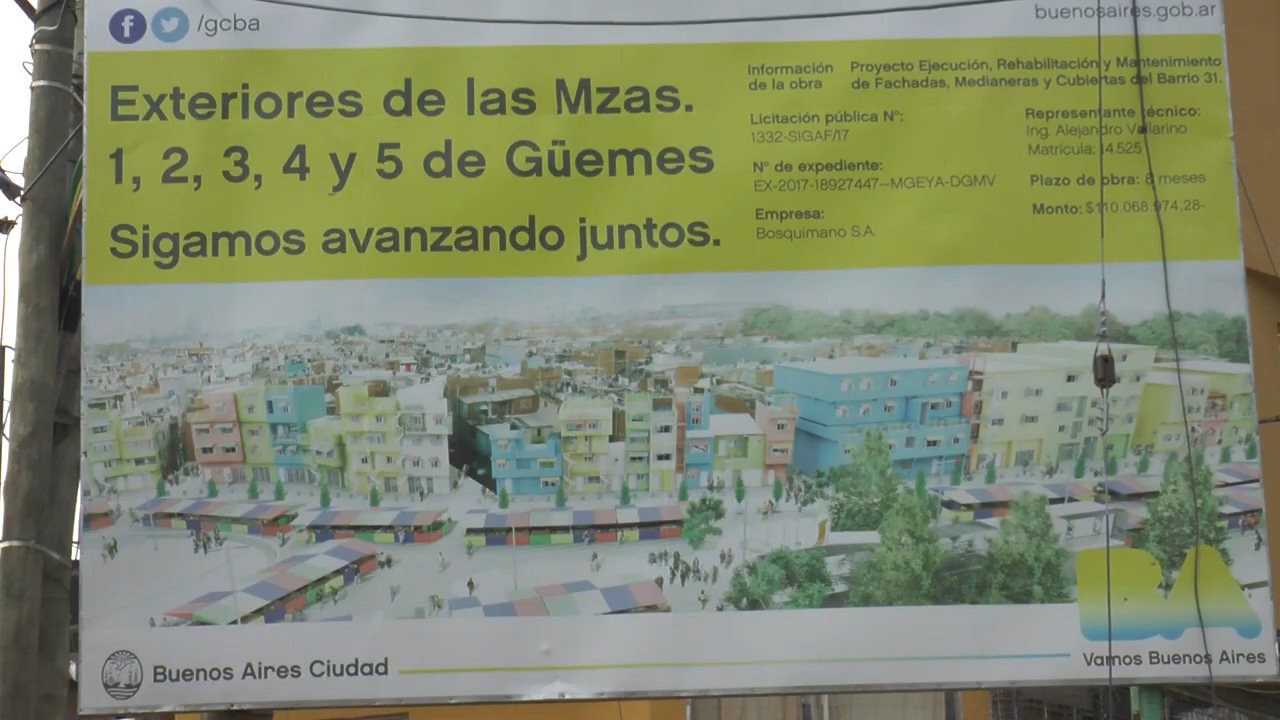 /gcba
buenosaires.gob.ar
Exteriores de las Mzas.
1, 2, 3, 4 y 5 de Güemes
Sigamos avanzando juntos.
Información
de la obra
Proyecto Ejecución, Rehabilitación y Mantenimiento
de Fachadas, Medianeras y Cubiertas del Barrio 31.
Licitación pública N°:
1332-SIGAF/17
N° de expediente:
EX-2017-18927447–MGEYA-DGMV
Empresa:
Bosquimano S.A.
Representante técnico:
Ing. Alejandro Vallarino
Matricula: 14.525
Plazo de obra: 8 meses
Monto: $110.068.974.28-
BA
Buenos Aires Ciudad
Vamos Buenos Aires